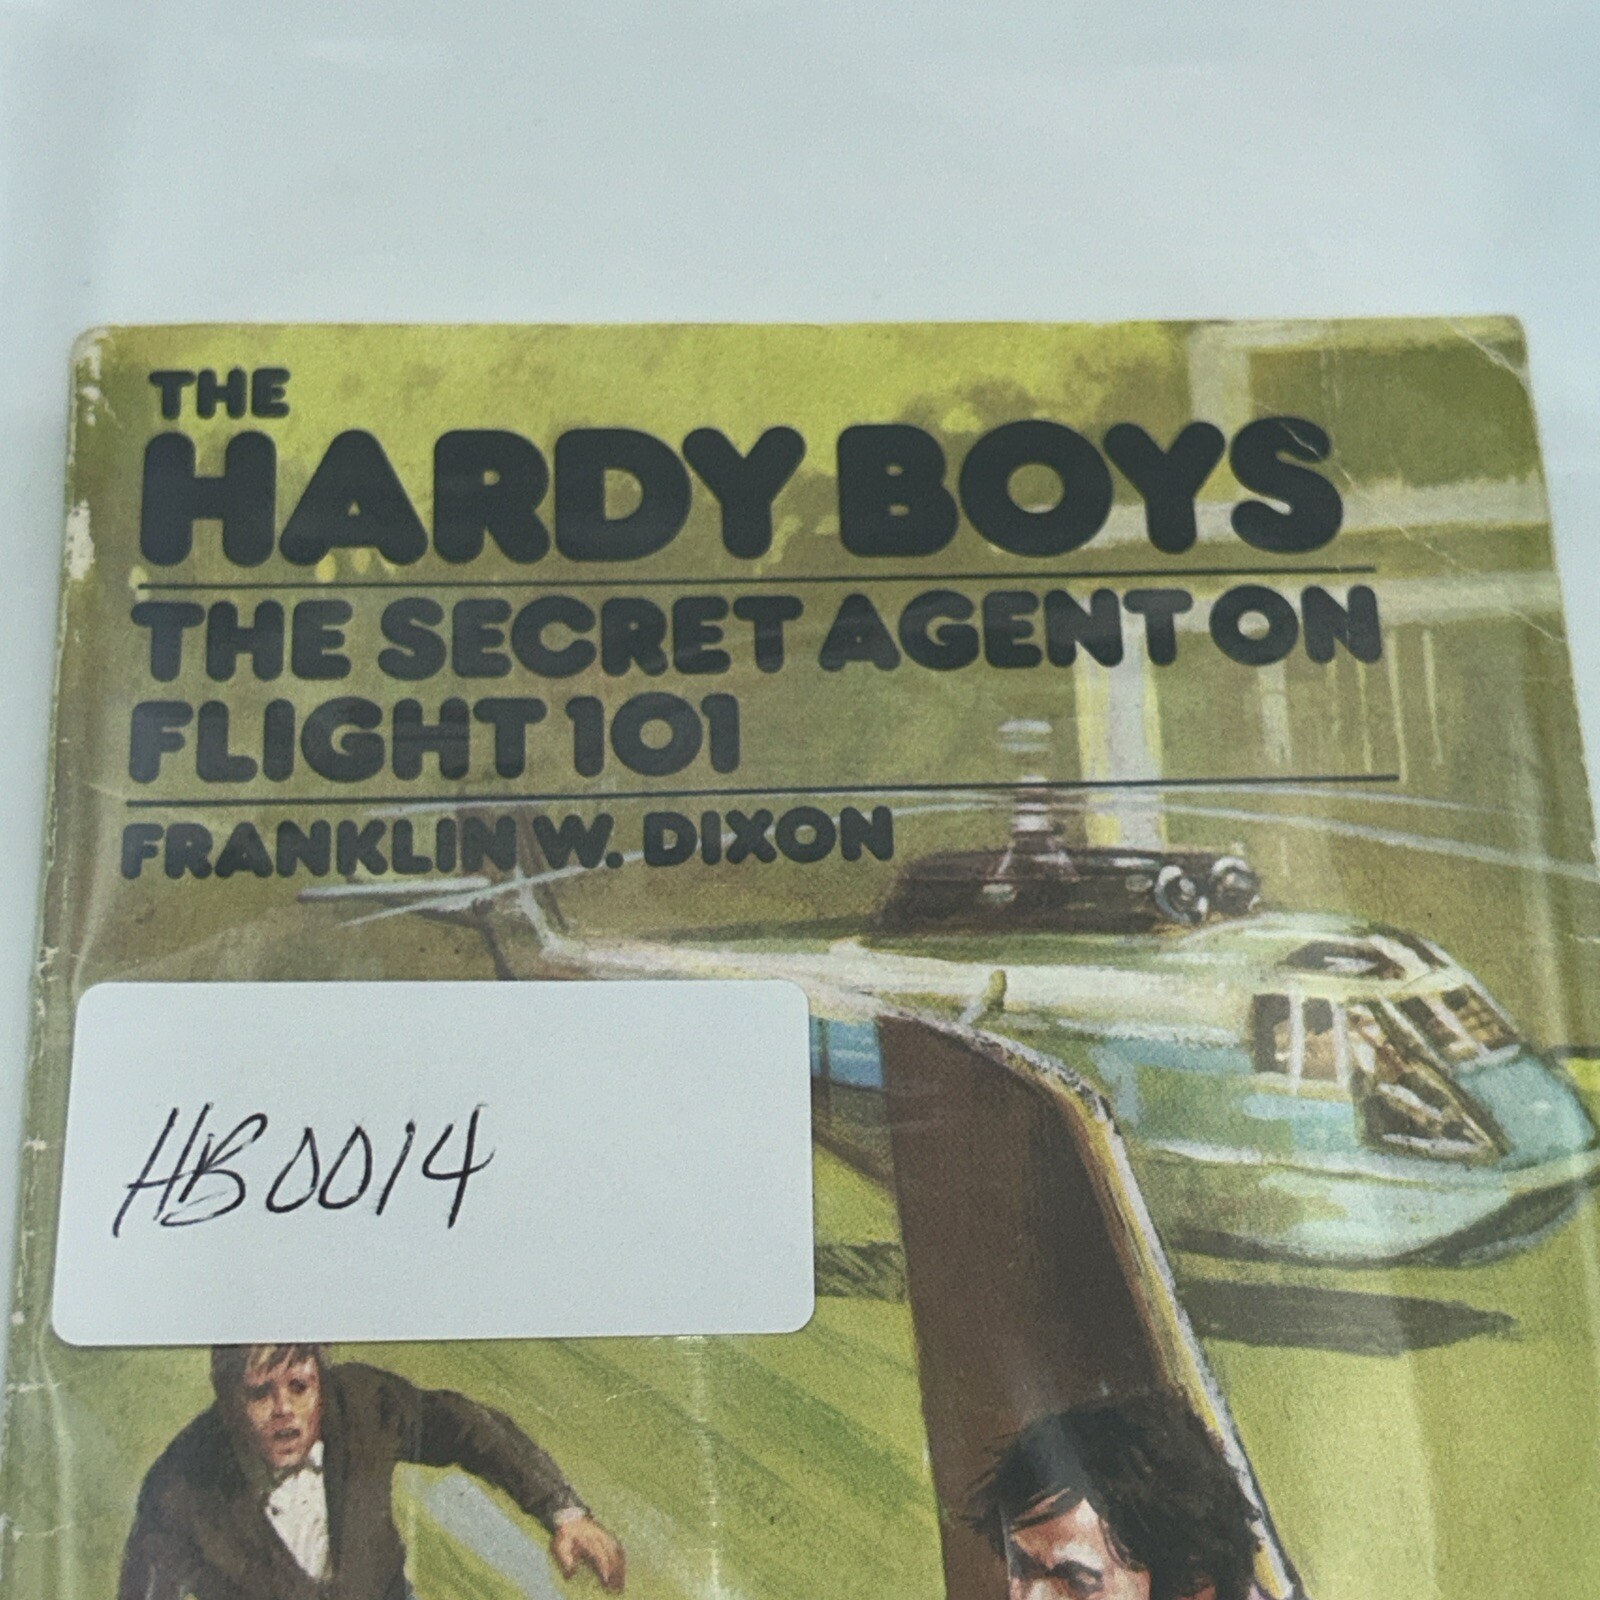 THE
HARDY BOYS
THE SECRET AGENT ON
FLIGHT 101
FRANKLIN W. DIXON
HB0014